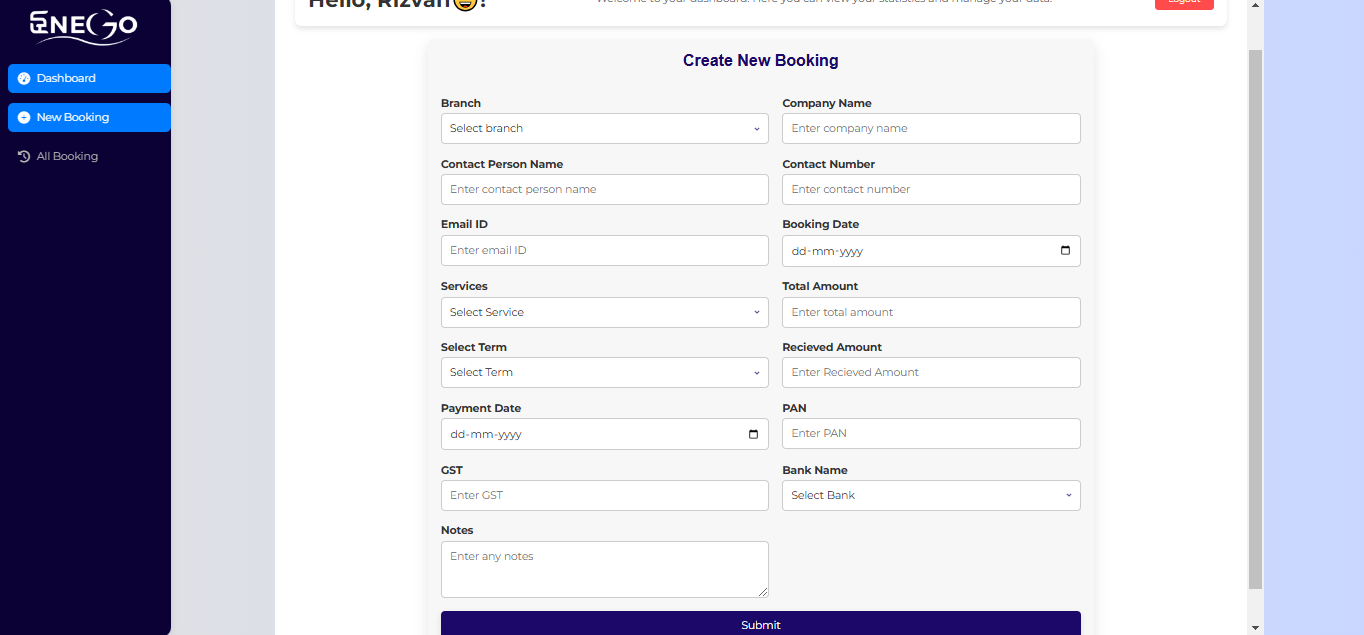 ENEGO
Hello, Rizvan😄!
Welcome to your dashboard. Here you can view your statistics and manage your data.
Logout
Dashboard
New Booking
All Booking
Create New Booking
Branch
Company Name
Select branch
Enter company name
Contact Person Name
Contact Number
Enter contact person name
Enter contact number
Email ID
Booking Date
Enter email ID
dd-mm-yyyy
Services
Total Amount
Select Service
Enter total amount
Select Term
Recieved Amount
Select Term
Enter Recieved Amount
Payment Date
PAN
dd-mm-yyyy
Enter PAN
GST
Bank Name
Enter GST
Select Bank
Notes
Enter any notes
Submit